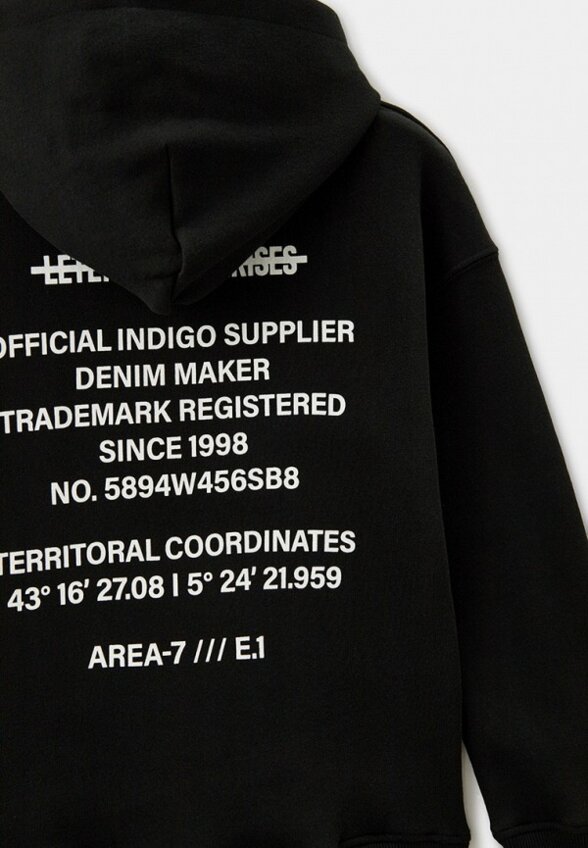 OFFICIAL INDIGO SUPPLIER
DENIM MAKER
TRADEMARK REGISTERED
SINCE 1998
NO. 5894W456SB8
TERRITORAL COORDINATES
43° 16′ 27.08 | 5° 24′ 21.959
AREA-7 /// E.1